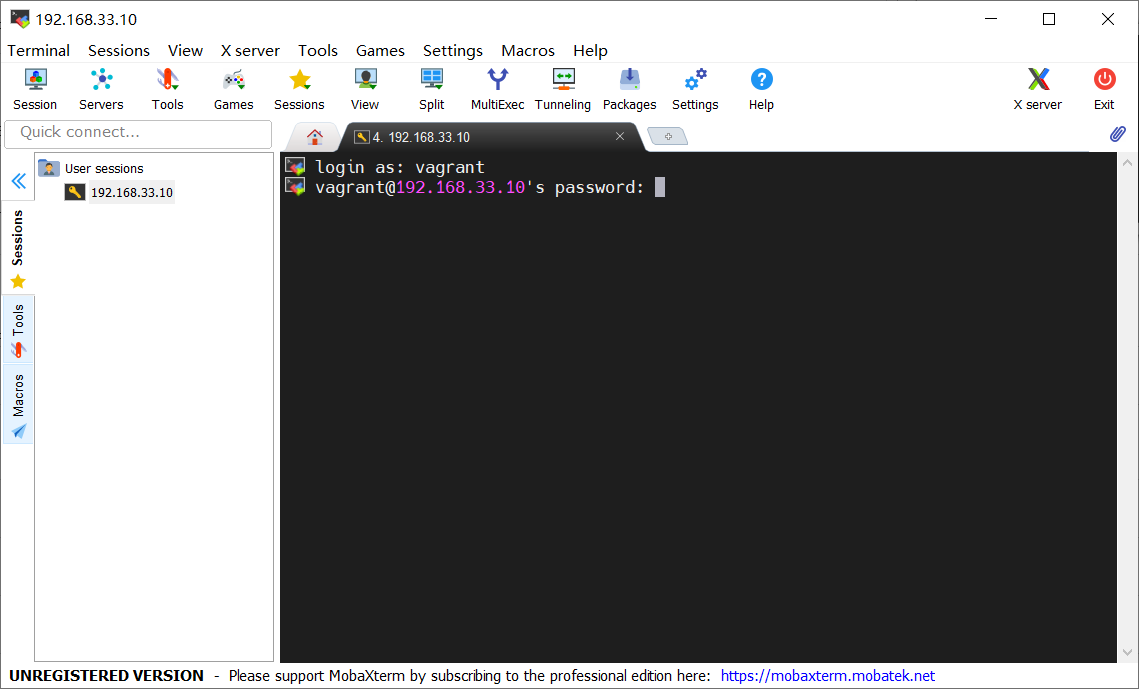 192.168.33.10
Terminal Sessions View X server Tools Games Settings Macros Help
Session Servers Tools Games Sessions View Split MultiExec Tunneling Packages Settings Help X server Exit
Quick connect...
4. 192.168.33.10
User sessions
192.168.33.10
Sessions
Tools
Macros
login as: vagrant
vagrant@192.168.33.10's password:
UNREGISTERED VERSION - Please support MobaXterm by subscribing to the professional edition here: https://mobaxterm.mobatek.net